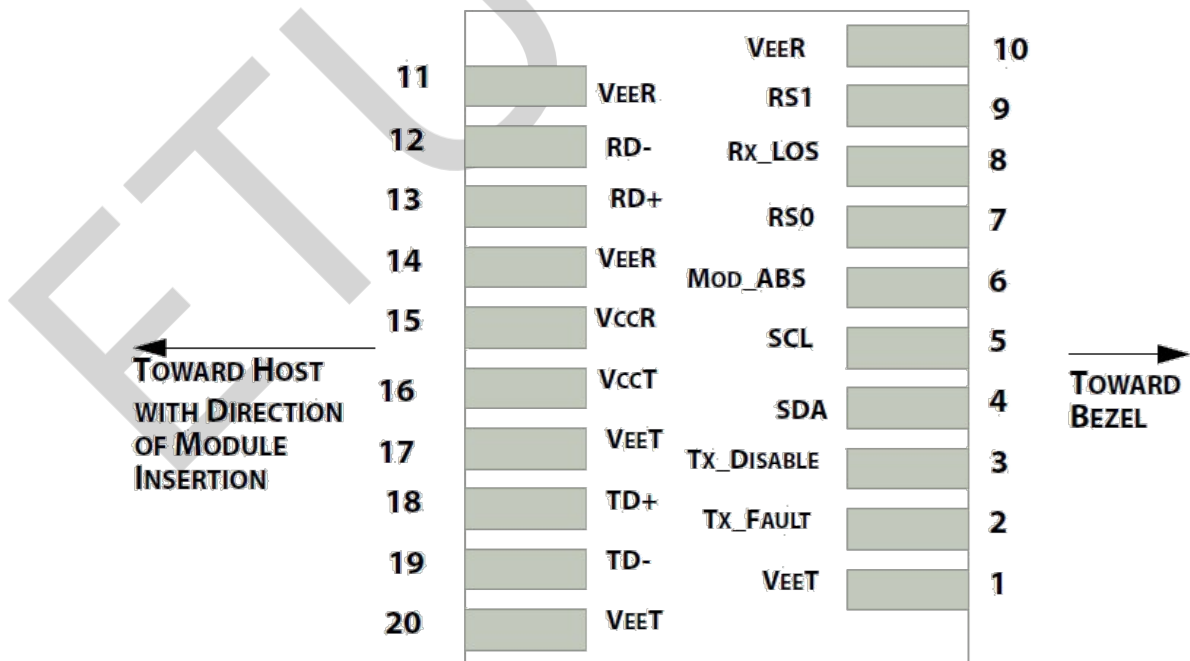 VEER 10
11 VEER
RS1 9
12 RD-
RX_LOS 8
13 RD+
RS0 7
14 VEER
MOD_ABS 6
15 VCCR
SCL 5
TOWARD HOST
WITH DIRECTION
OF MODULE
INSERTION
16 VCCT
TOWARD
BEZEL
SDA 4
17 VEET
TX_DISABLE 3
18 TD+
TX_FAULT 2
19 TD-
VEET 1
20 VEET
ETU